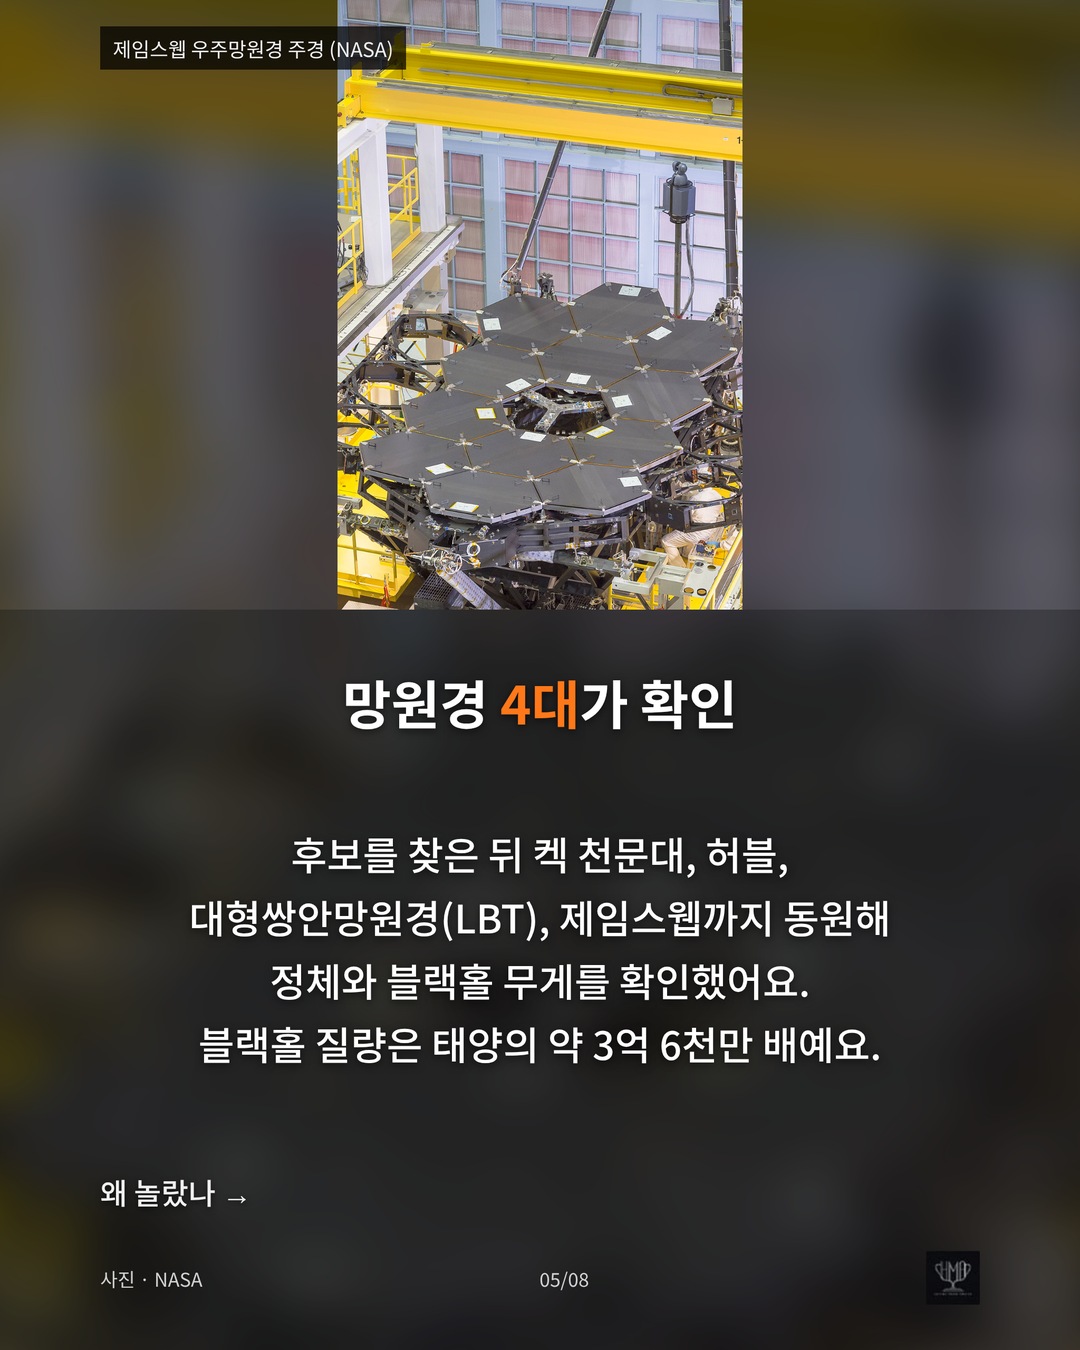 제임스웹 우주망원경 주경 (NASA)
망원경 4대가 확인
후보를 찾은 뒤 켁 천문대, 허블,
대형쌍안망원경(LBT), 제임스웹까지 동원해
정체와 블랙홀 무게를 확인했어요.
블랙홀 질량은 태양의 약 3억 6천만 배예요.
왜 놀랐나 →
사진 · NASA
05/08